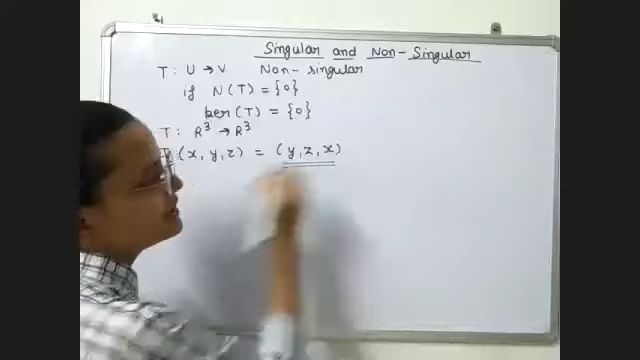 Singular and Non-Singular
T : U → V Non-singular
if N(T) = {0}
ker(T) = {0}
T : R³ → R³
T (x, y, z) = (y, z, x)